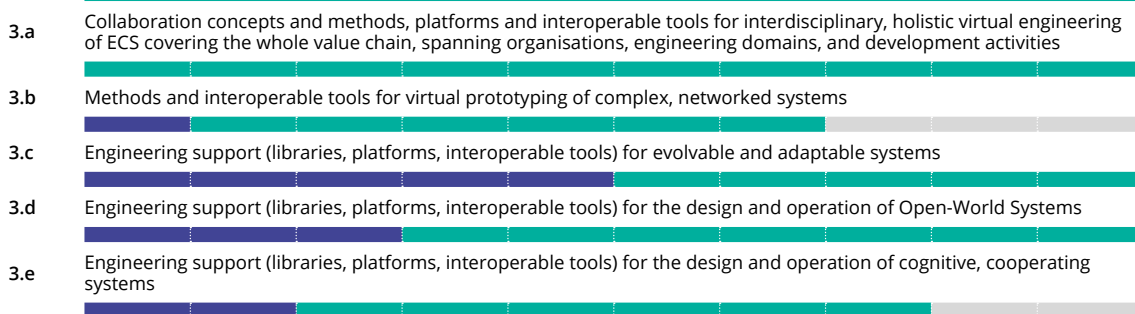 3.a Collaboration concepts and methods, platforms and interoperable tools for interdisciplinary, holistic virtual engineering
of ECS covering the whole value chain, spanning organisations, engineering domains, and development activities
3.b Methods and interoperable tools for virtual prototyping of complex, networked systems
3.c Engineering support (libraries, platforms, interoperable tools) for evolvable and adaptable systems
3.d Engineering support (libraries, platforms, interoperable tools) for the design and operation of Open-World Systems
3.e Engineering support (libraries, platforms, interoperable tools) for the design and operation of cognitive, cooperating
systems